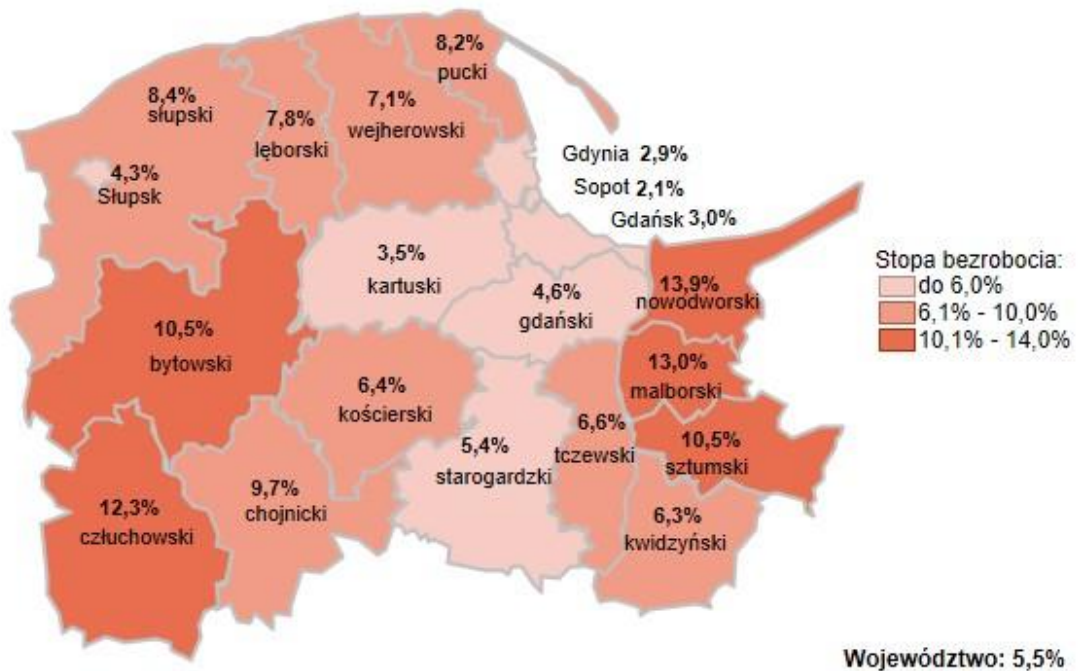 8,2%
pucki
8,4%
słupski
7,8%
lęborski
7,1%
wejherowski
Gdynia 2,9%
4,3%
Słupsk
Sopot 2,1%
Gdańsk 3,0%
3,5%
kartuski
4,6%
gdański
13,9%
nowodworski
Stopa bezrobocia:
do 6,0%
6,1% - 10,0%
10,1% - 14,0%
10,5%
bytowski
13,0%
malborski
6,4%
kościerski
6,6%
tczewski
5,4%
starogardzki
10,5%
sztumski
12,3%
człuchowski
9,7%
chojnicki
6,3%
kwidzyński
Województwo: 5,5%